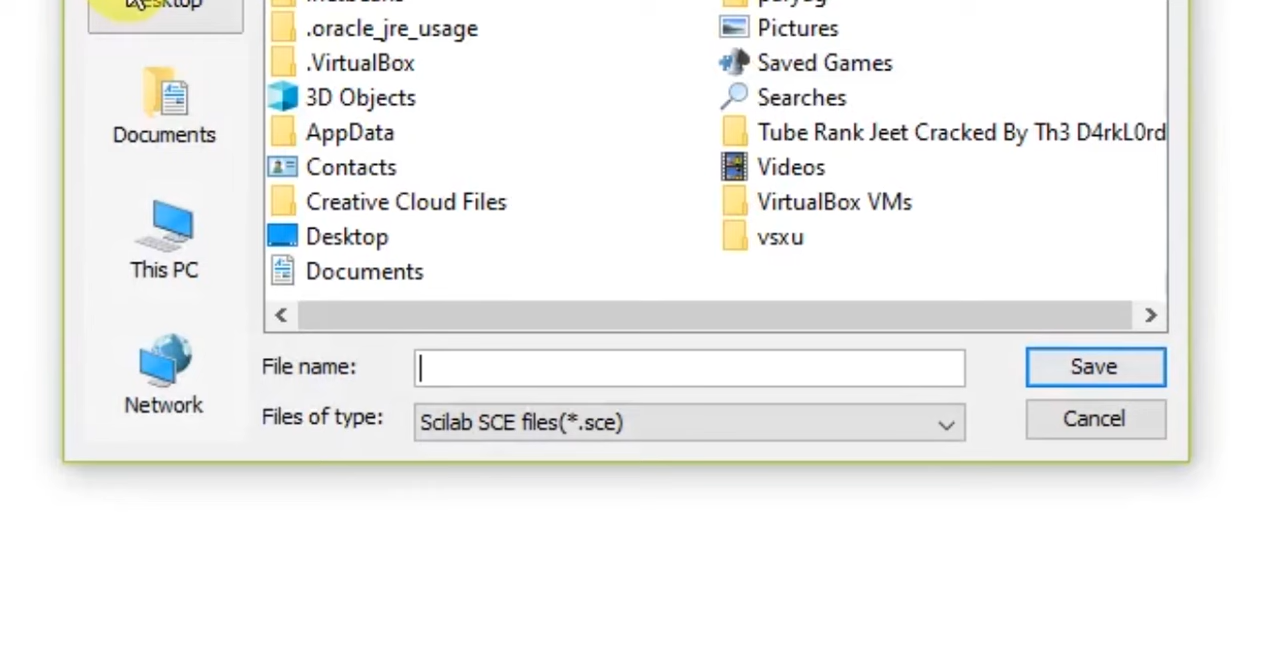 Desktop
.oracle_jre_usage
.VirtualBox
3D Objects
AppData
Contacts
Creative Cloud Files
Desktop
Documents
Pictures
Saved Games
Searches
Tube Rank Jeet Cracked By Th3 D4rkL0rd
Videos
VirtualBox VMs
vsxu
Documents
This PC
Network
File name:
Save
Files of type:
Scilab SCE files(*.sce)
Cancel